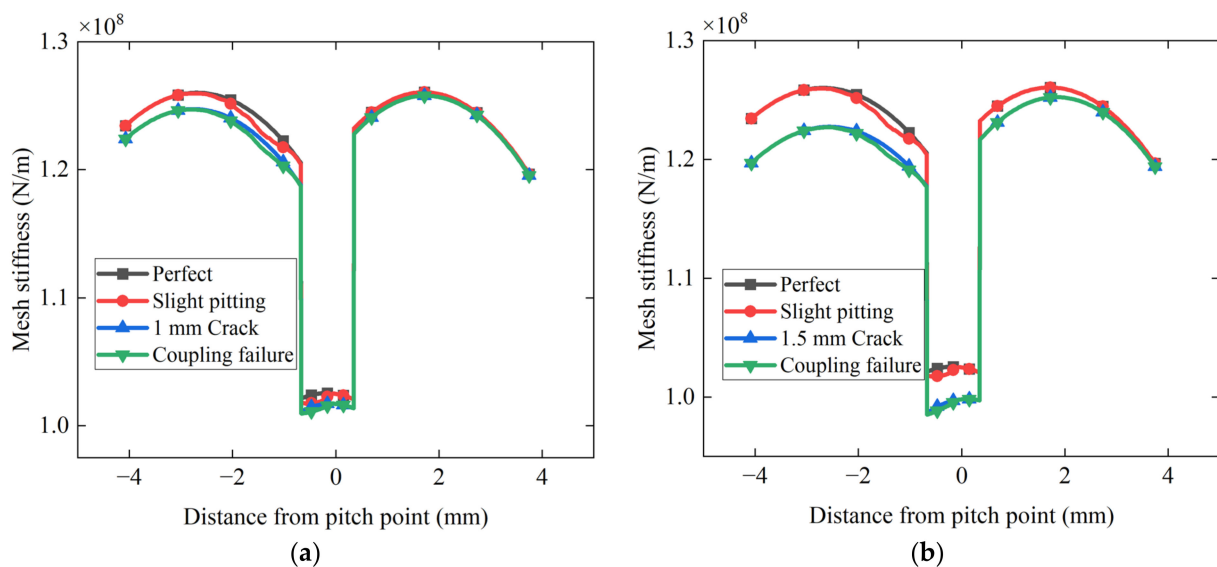 ×10⁸
1.3
1.2
1.1
1.0
Mesh stiffness (N/m)
Perfect
Slight pitting
1 mm Crack
Coupling failure
−4 −2 0 2 4
Distance from pitch point (mm)
(a)
×10⁸
1.3
1.2
1.1
1.0
Mesh stiffness (N/m)
Perfect
Slight pitting
1.5 mm Crack
Coupling failure
−4 −2 0 2 4
Distance from pitch point (mm)
(b)